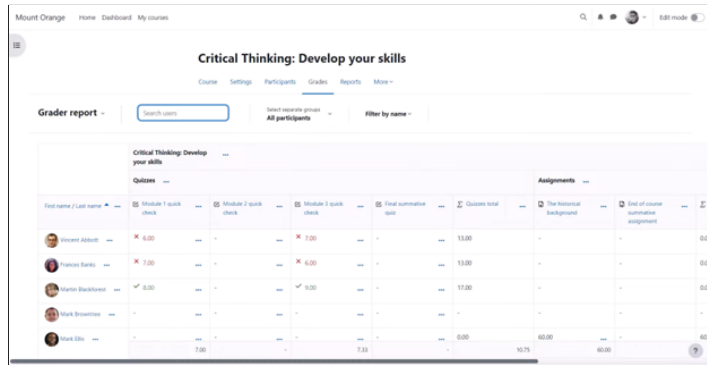 Mount Orange Home Dashboard My courses Edit mode
Critical Thinking: Develop your skills
Course Settings Participants Grades Reports More
Grader report Search users Select separate groups
All participants Filter by name
Critical Thinking: Develop
your skills
Quizzes Assignments
First name / Last name Module 1 quick
check Module 2 quick
check Module 3 quick
check Final summative
quiz Σ Quizzes total The historical
background End of course
summative
assignment Σ
Vincent Abbott 6.00 - 7.00 - 13.00 - -
Frances Banks 7.00 - 6.00 - 13.00 - -
Martin Blackforest 8.00 - 9.00 - 17.00 - -
Mark Brownlnes - - - - - - -
Mark Ellis - - - - 0.00 60.00 -
7.00 - 7.33 - 10.75 60.00 ?